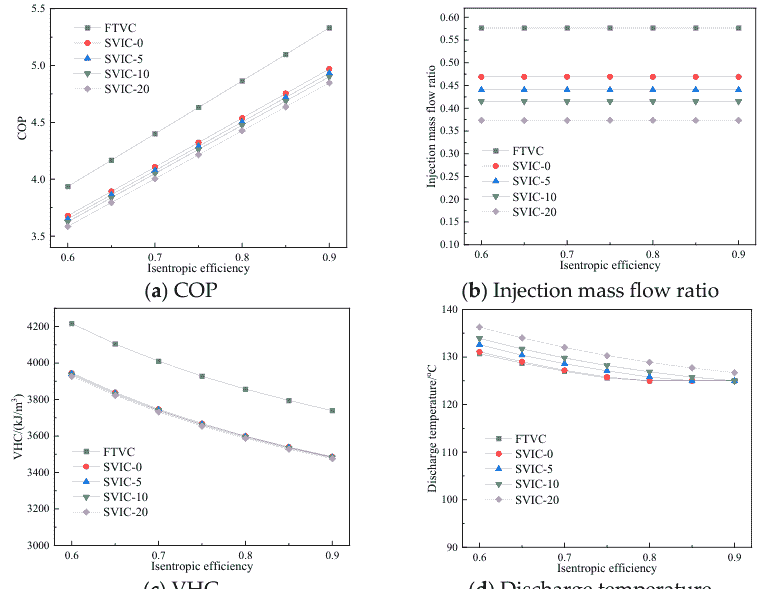 5.5
5.0
4.5
4.0
3.5
COP
FTVC
SVIC-0
SVIC-5
SVIC-10
SVIC-20
0.6 0.7 0.8 0.9
Isentropic efficiency
(a) COP
0.60
0.55
0.50
0.45
0.40
0.35
0.30
0.25
0.20
0.15
0.10
Injection mass flow ratio
FTVC
SVIC-0
SVIC-5
SVIC-10
SVIC-20
0.6 0.7 0.8 0.9
Isentropic efficiency
(b) Injection mass flow ratio
4200
4000
3800
3600
3400
3200
3000
VHC/(kJ/m³)
FTVC
SVIC-0
SVIC-5
SVIC-10
SVIC-20
0.6 0.7 0.8 0.9
Isentropic efficiency
(c) VHC
140
130
120
110
100
90
Discharge temperature/°C
FTVC
SVIC-0
SVIC-5
SVIC-10
SVIC-20
0.6 0.7 0.8 0.9
Isentropic efficiency
(d) Discharge temperature